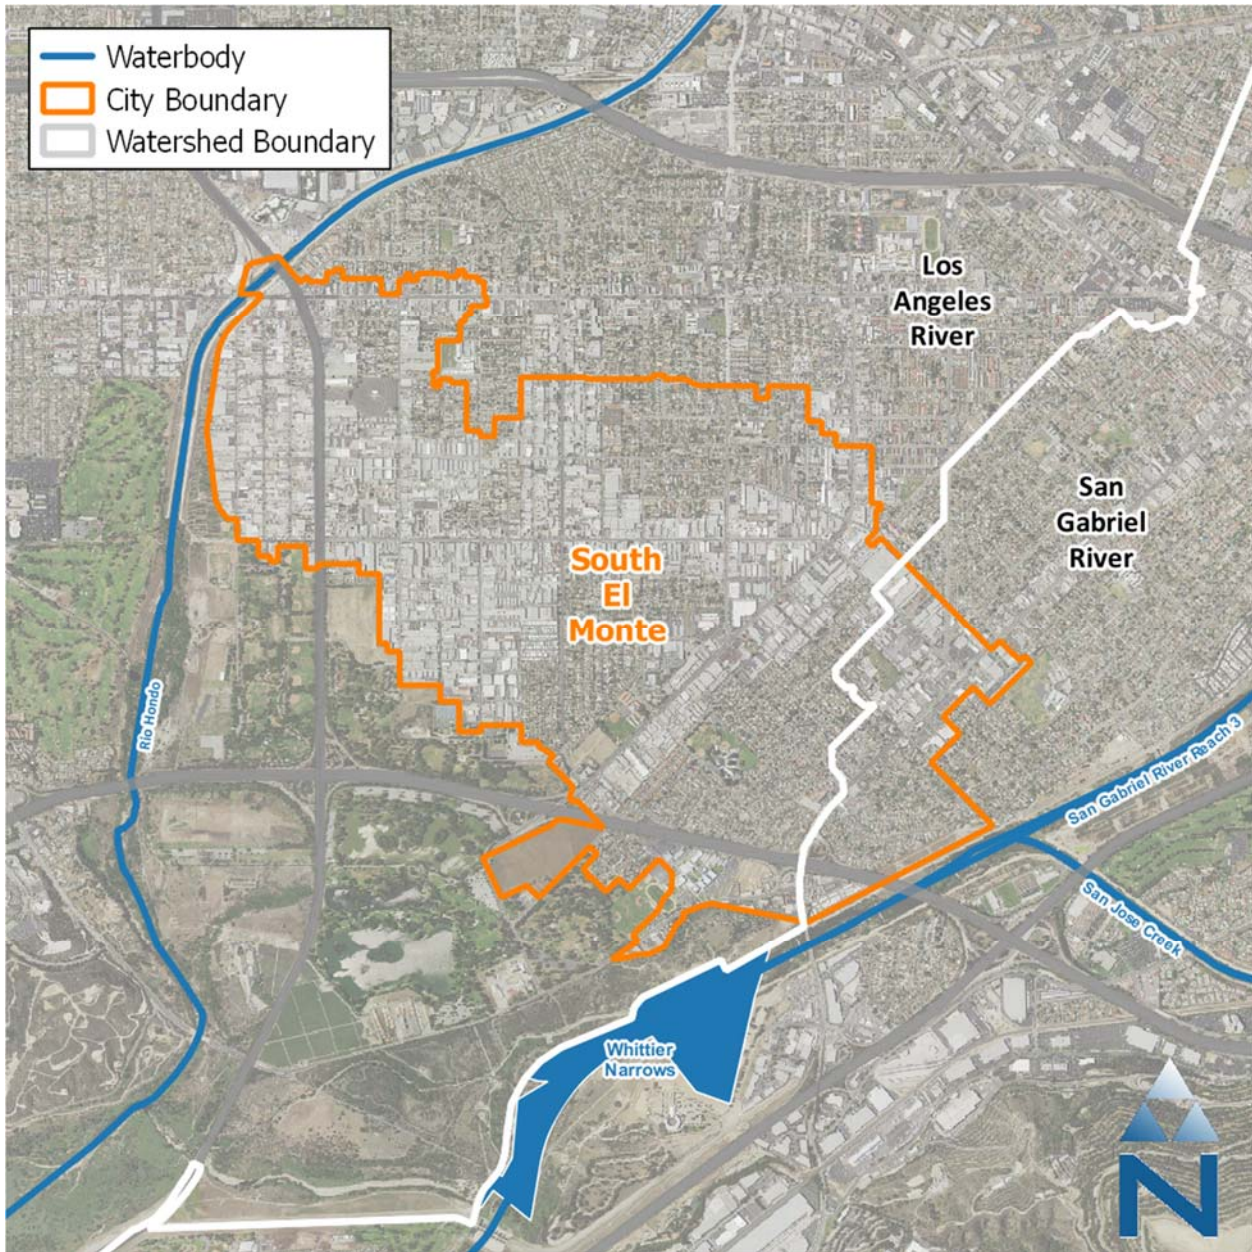 Waterbody
City Boundary
Watershed Boundary
Los
Angeles
River
San
Gabriel
River
South
El
Monte
Rio Hondo
San Gabriel River Reach 3
San Jose Creek
Whittier
Narrows
N